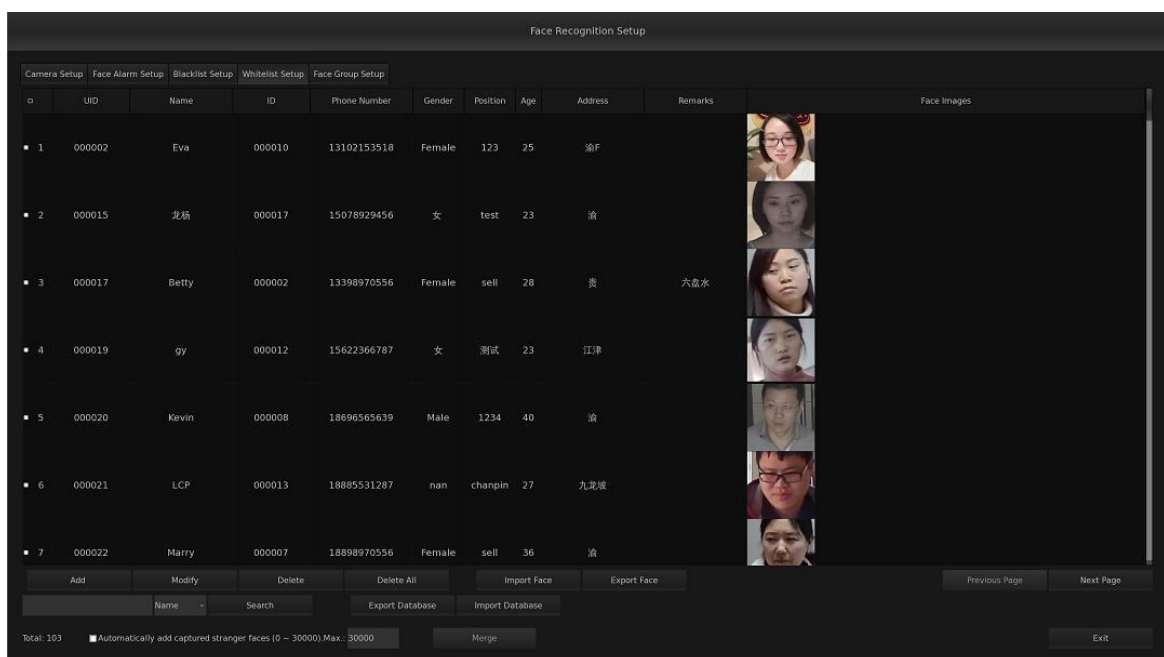 Face Recognition Setup
Camera Setup Face Alarm Setup Blacklist Setup Whitelist Setup Face Group Setup
UID Name ID Phone Number Gender Position Age Address Remarks Face Images
1 000002 Eva 000010 13102153518 Female 123 25 渝F
2 000015 龙杨 000017 15078929456 女 test 23 渝
3 000017 Betty 000002 13398970556 Female sell 28 贵 六盘水
4 000019 gy 000012 15622366787 女 测试 23 江津
5 000020 Kevin 000008 18696565639 Male 1234 40 渝
6 000021 LCP 000013 18885531287 nan chanpin 27 九龙坡
7 000022 Marry 000007 18898970556 Female sell 36 渝
Add Modify Delete Delete All Import Face Export Face Previous Page Next Page
Name Search Export Database Import Database
Total: 103 Automatically add captured stranger faces (0 ~ 30000).Max.: 30000 Merge Exit